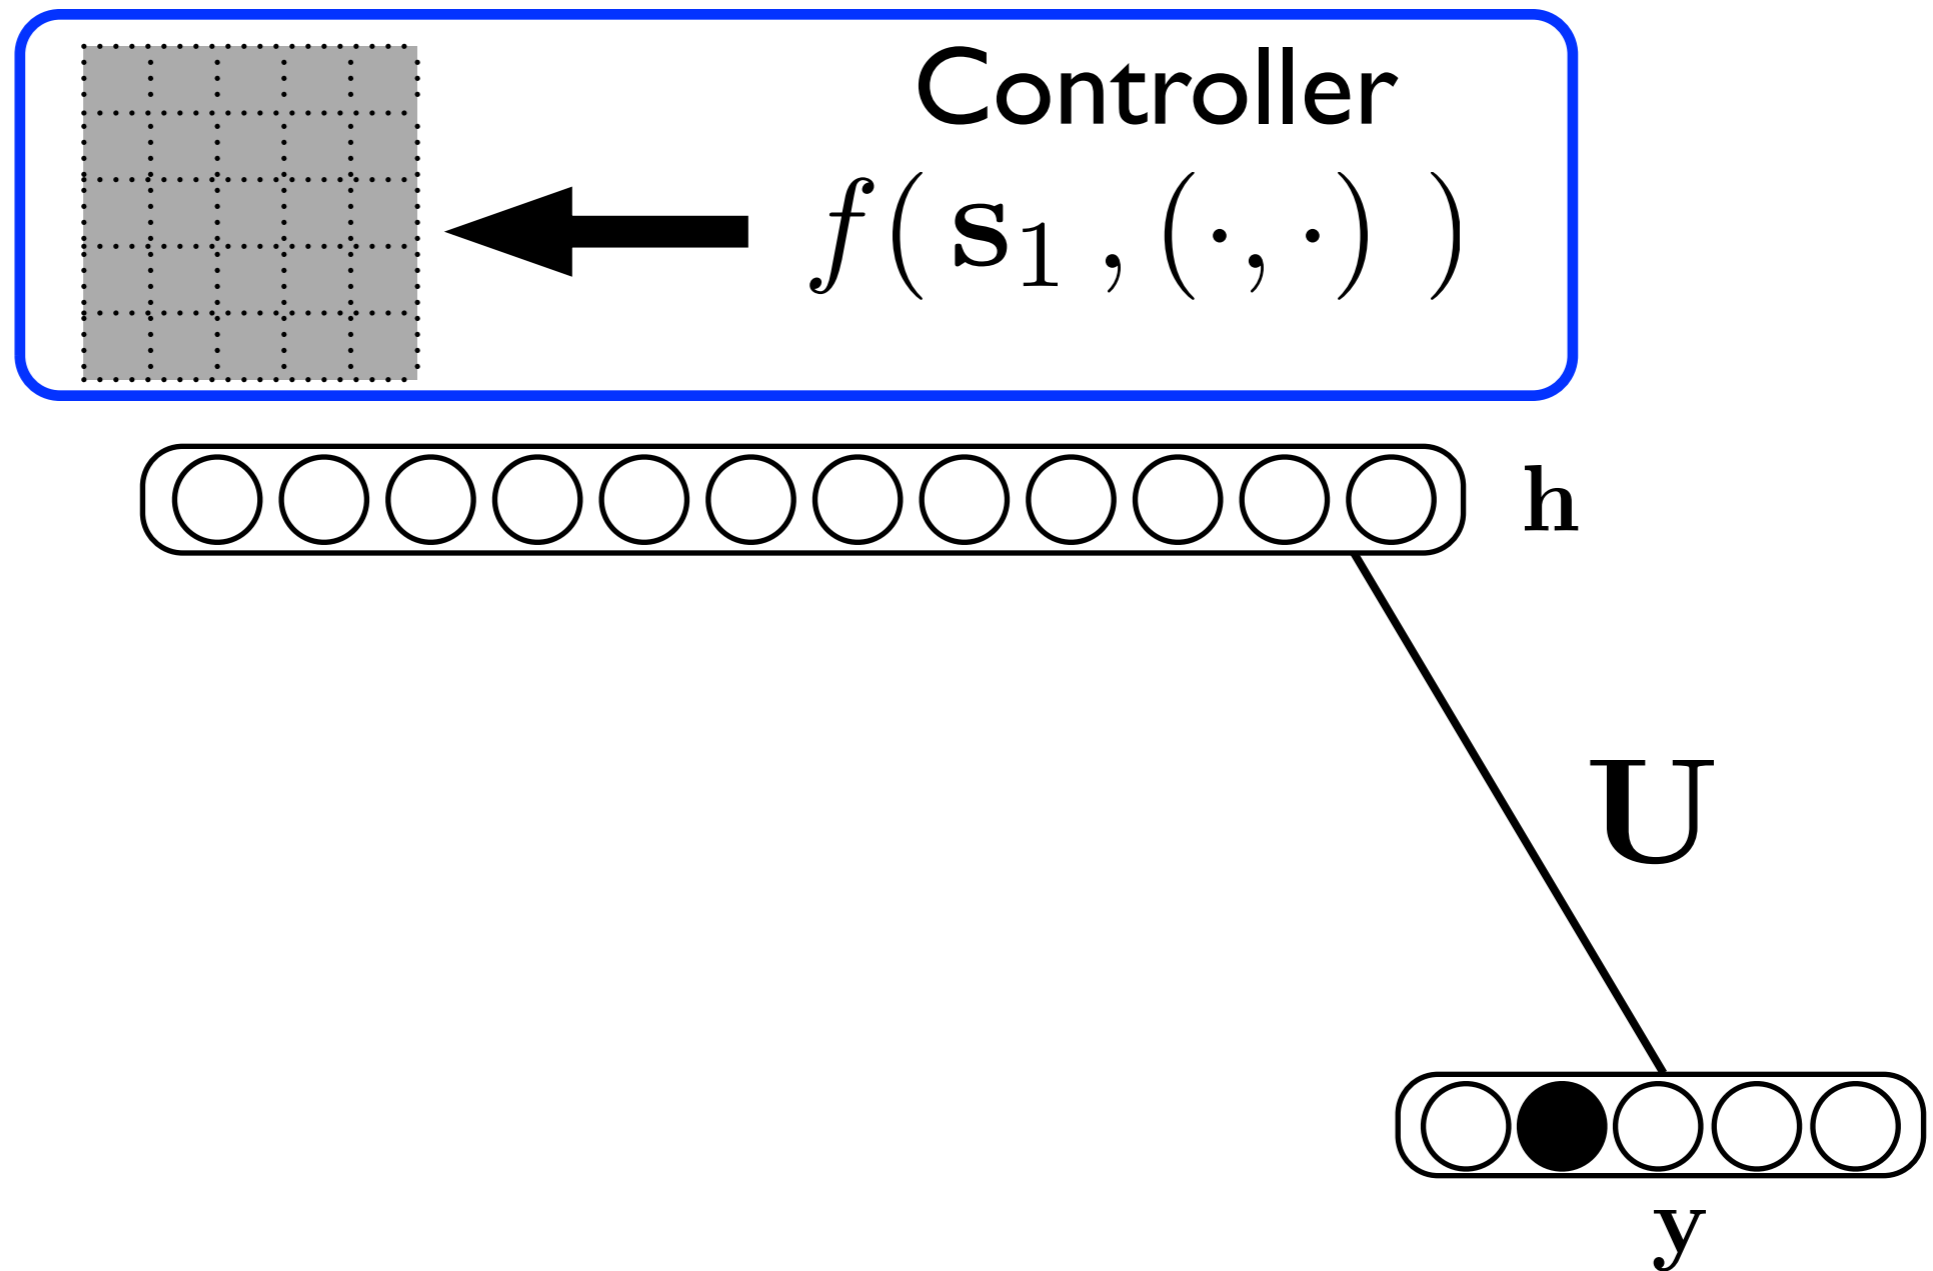 Controller
f( s₁ , (·, ·) )
h
U
y